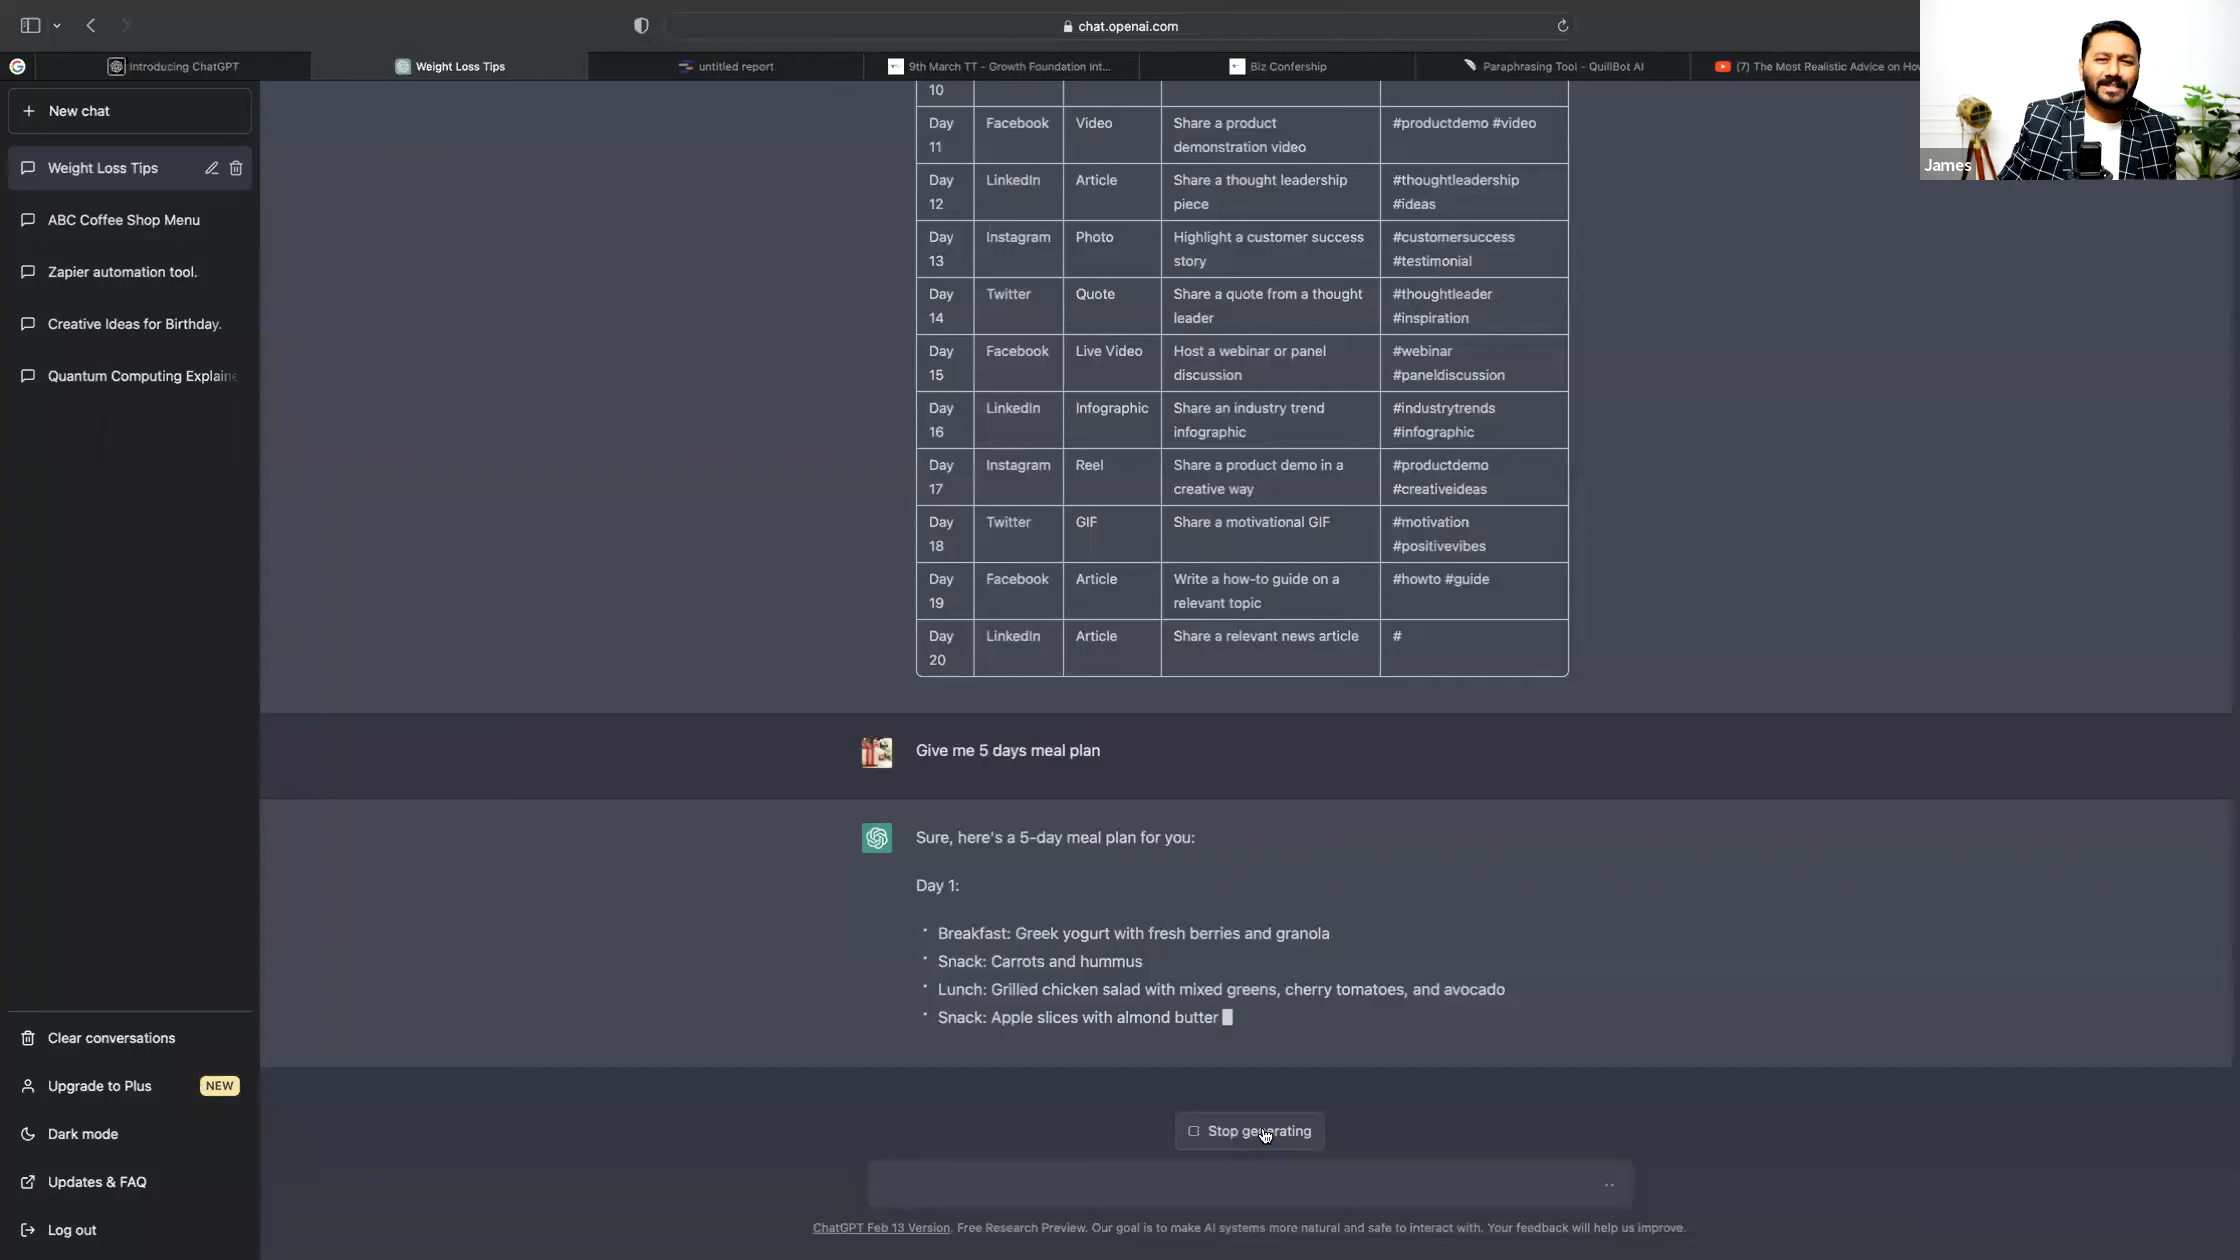 chat.openai.com
Introducing ChatGPT
Weight Loss Tips
untitled report
9th March TT - Growth Foundation Int...
Biz Confership
Paraphrasing Tool - QuillBot AI
(7) The Most Realistic Advice on How
James
New chat
Weight Loss Tips
ABC Coffee Shop Menu
Zapier automation tool.
Creative Ideas for Birthday.
Quantum Computing Explaine
Clear conversations
Upgrade to Plus NEW
Dark mode
Updates & FAQ
Log out
10
Day 11 Facebook Video Share a product demonstration video #productdemo #video
Day 12 LinkedIn Article Share a thought leadership piece #thoughtleadership #ideas
Day 13 Instagram Photo Highlight a customer success story #customersuccess #testimonial
Day 14 Twitter Quote Share a quote from a thought leader #thoughtleader #inspiration
Day 15 Facebook Live Video Host a webinar or panel discussion #webinar #paneldiscussion
Day 16 LinkedIn Infographic Share an industry trend infographic #industrytrends #infographic
Day 17 Instagram Reel Share a product demo in a creative way #productdemo #creativeideas
Day 18 Twitter GIF Share a motivational GIF #motivation #positivevibes
Day 19 Facebook Article Write a how-to guide on a relevant topic #howto #guide
Day 20 LinkedIn Article Share a relevant news article #
Give me 5 days meal plan
Sure, here's a 5-day meal plan for you:
Day 1:
• Breakfast: Greek yogurt with fresh berries and granola
• Snack: Carrots and hummus
• Lunch: Grilled chicken salad with mixed greens, cherry tomatoes, and avocado
• Snack: Apple slices with almond butter
Stop generating
ChatGPT Feb 13 Version. Free Research Preview. Our goal is to make AI systems more natural and safe to interact with. Your feedback will help us improve.